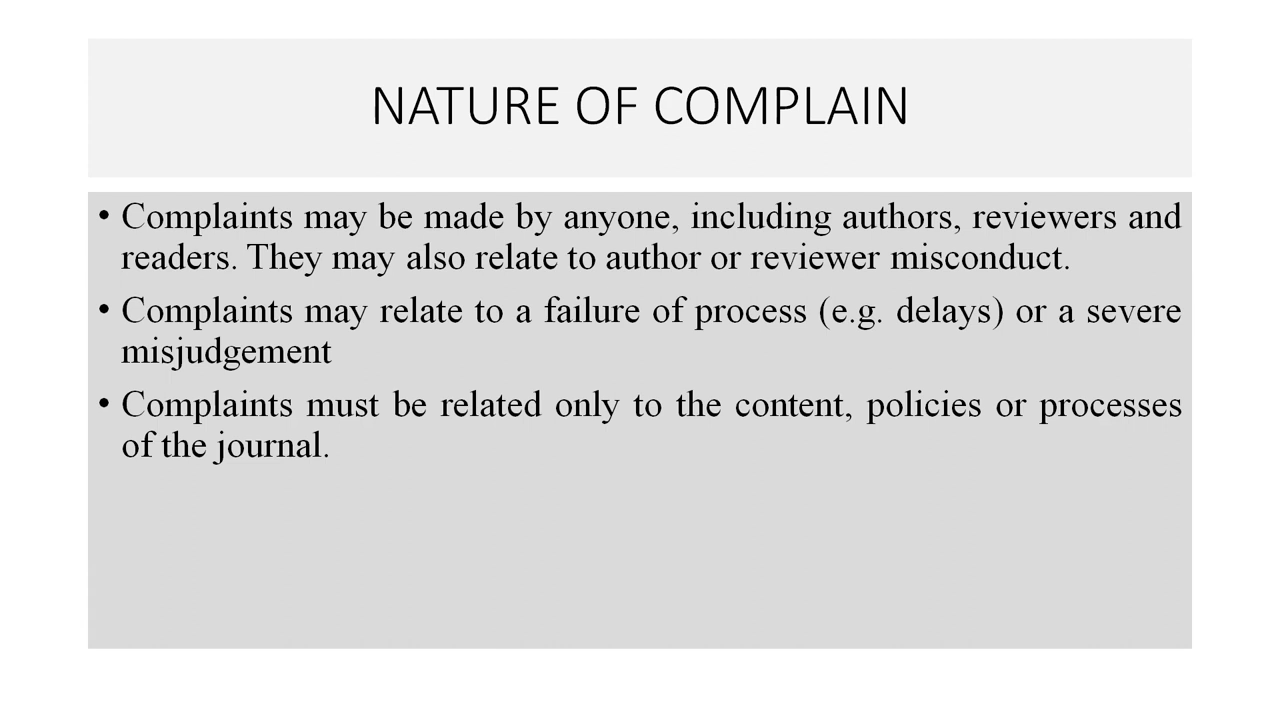 NATURE OF COMPLAIN
• Complaints may be made by anyone, including authors, reviewers and
readers. They may also relate to author or reviewer misconduct.
• Complaints may relate to a failure of process (e.g. delays) or a severe
misjudgement
• Complaints must be related only to the content, policies or processes
of the journal.